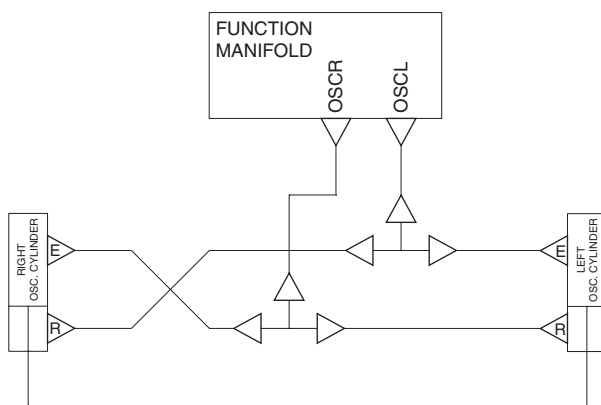 FUNCTION
MANIFOLD
OSCR
OSCL
RIGHT
OSC. CYLINDER
E
R
LEFT
OSC. CYLINDER
E
R